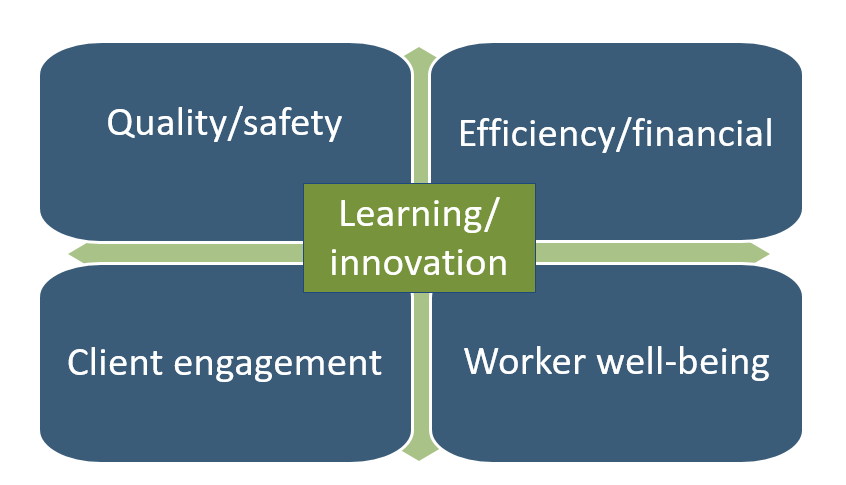 Quality/safety
Efficiency/financial
Learning/
innovation
Client engagement
Worker well-being